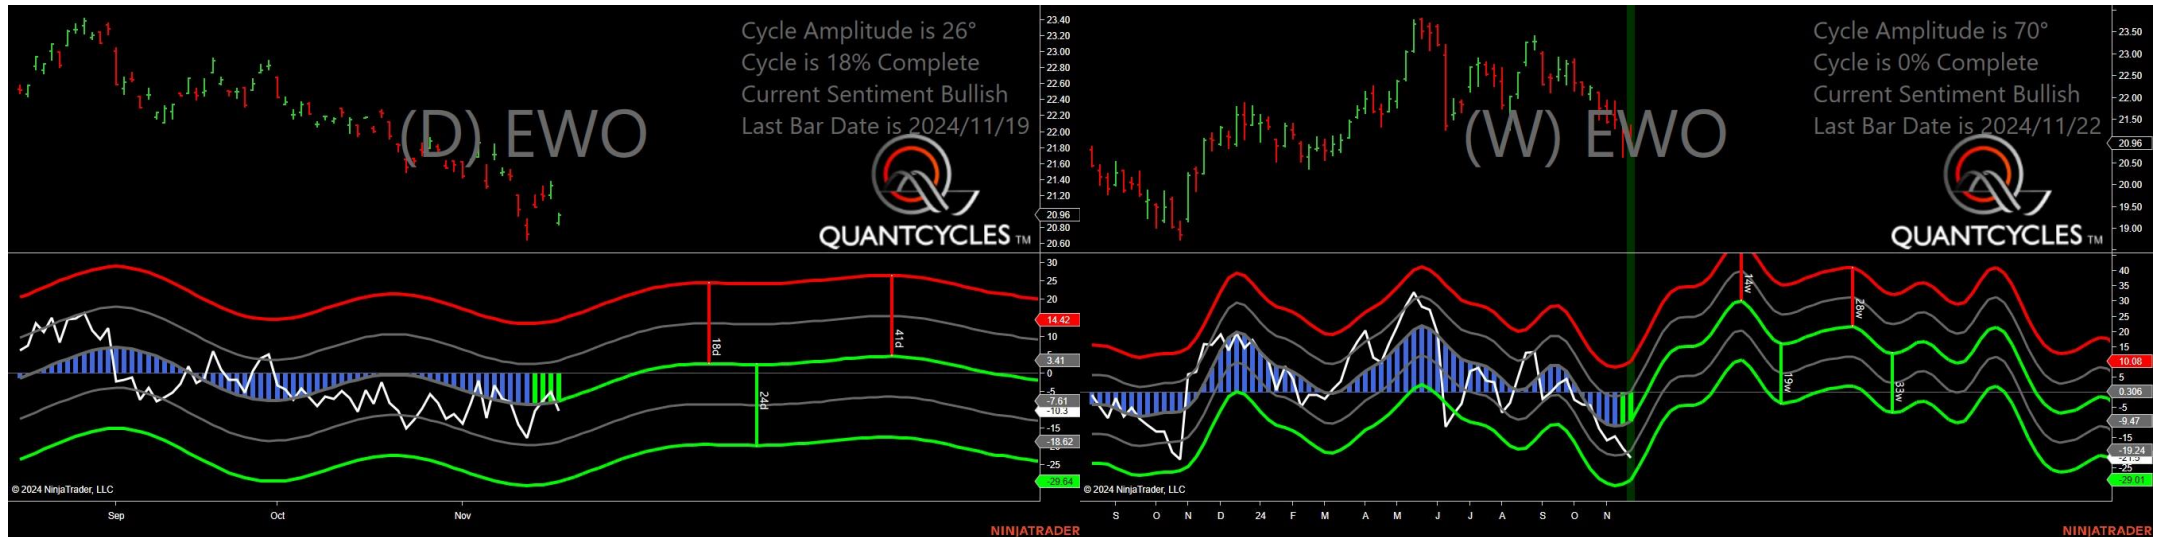 Cycle Amplitude is 26°
Cycle is 18% Complete
Current Sentiment Bullish
Last Bar Date is 2024/11/19
(D) EWO
QUANTCYCLES TM
23.40
23.20
23.00
22.80
22.60
22.40
22.20
22.00
21.80
21.60
21.40
21.20
20.96
20.80
20.60
30
25
20
14.42
10
3.41
0
-7.61
-10.3
-15
-18.62
-25
-29.64
18d
24d
41d
© 2024 NinjaTrader, LLC
Sep
Oct
Nov
NINJATRADER
Cycle Amplitude is 70°
Cycle is 0% Complete
Current Sentiment Bullish
Last Bar Date is 2024/11/22
(W) EWO
QUANTCYCLES TM
23.50
23.00
22.50
22.00
21.50
20.96
20.50
20.00
19.50
19.00
40
35
30
25
20
15
10.08
5
0.306
-5
-9.47
-15
-19.24
-25
-29.01
14w
19w
28w
33w
© 2024 NinjaTrader, LLC
S O N D 24 F M A M J J A S O N
NINJATRADER